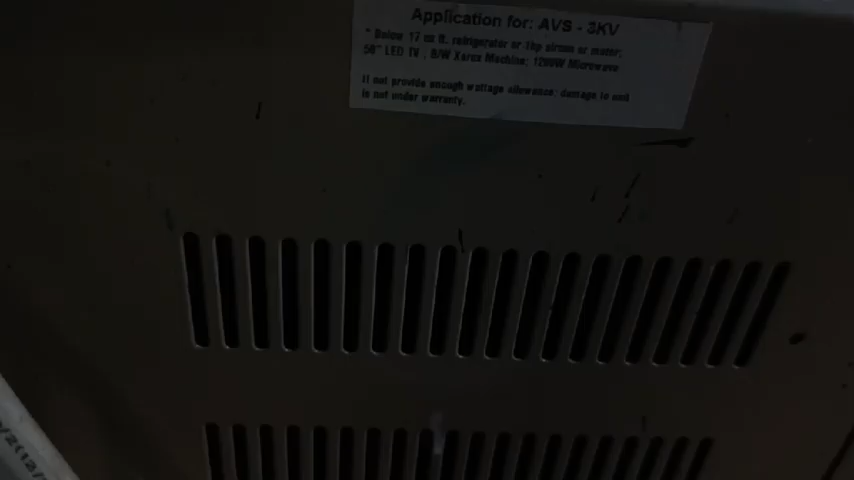 Application for: AVS - 3KV
* Below 17 cu ft. refrigerator or 1hp aircon or motor;
50" LED TV , B/W Xerox Machine; 1200W Microwave
If not provide enough wattage allowance; damage to unit
is not under warranty.